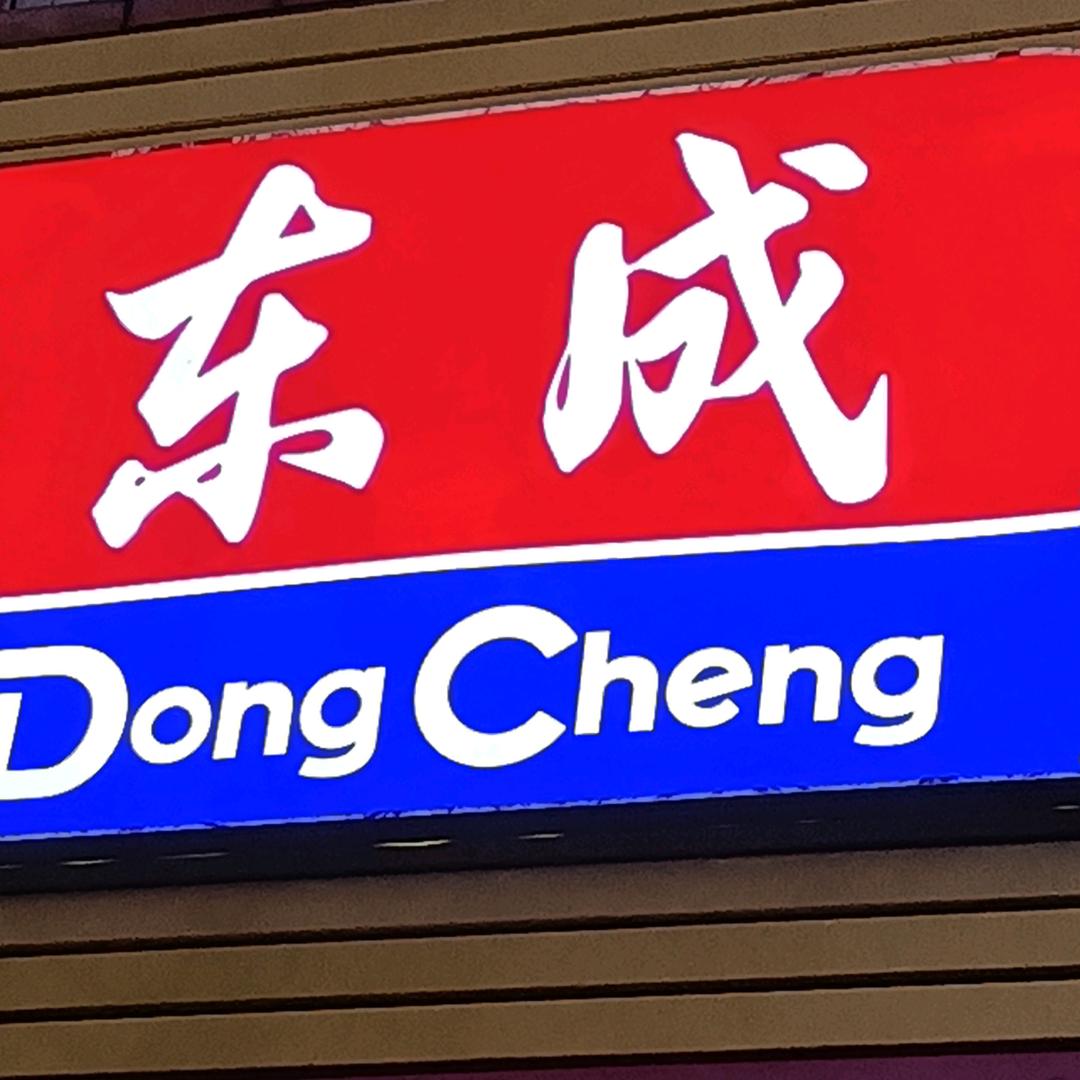 东成
Dong Cheng